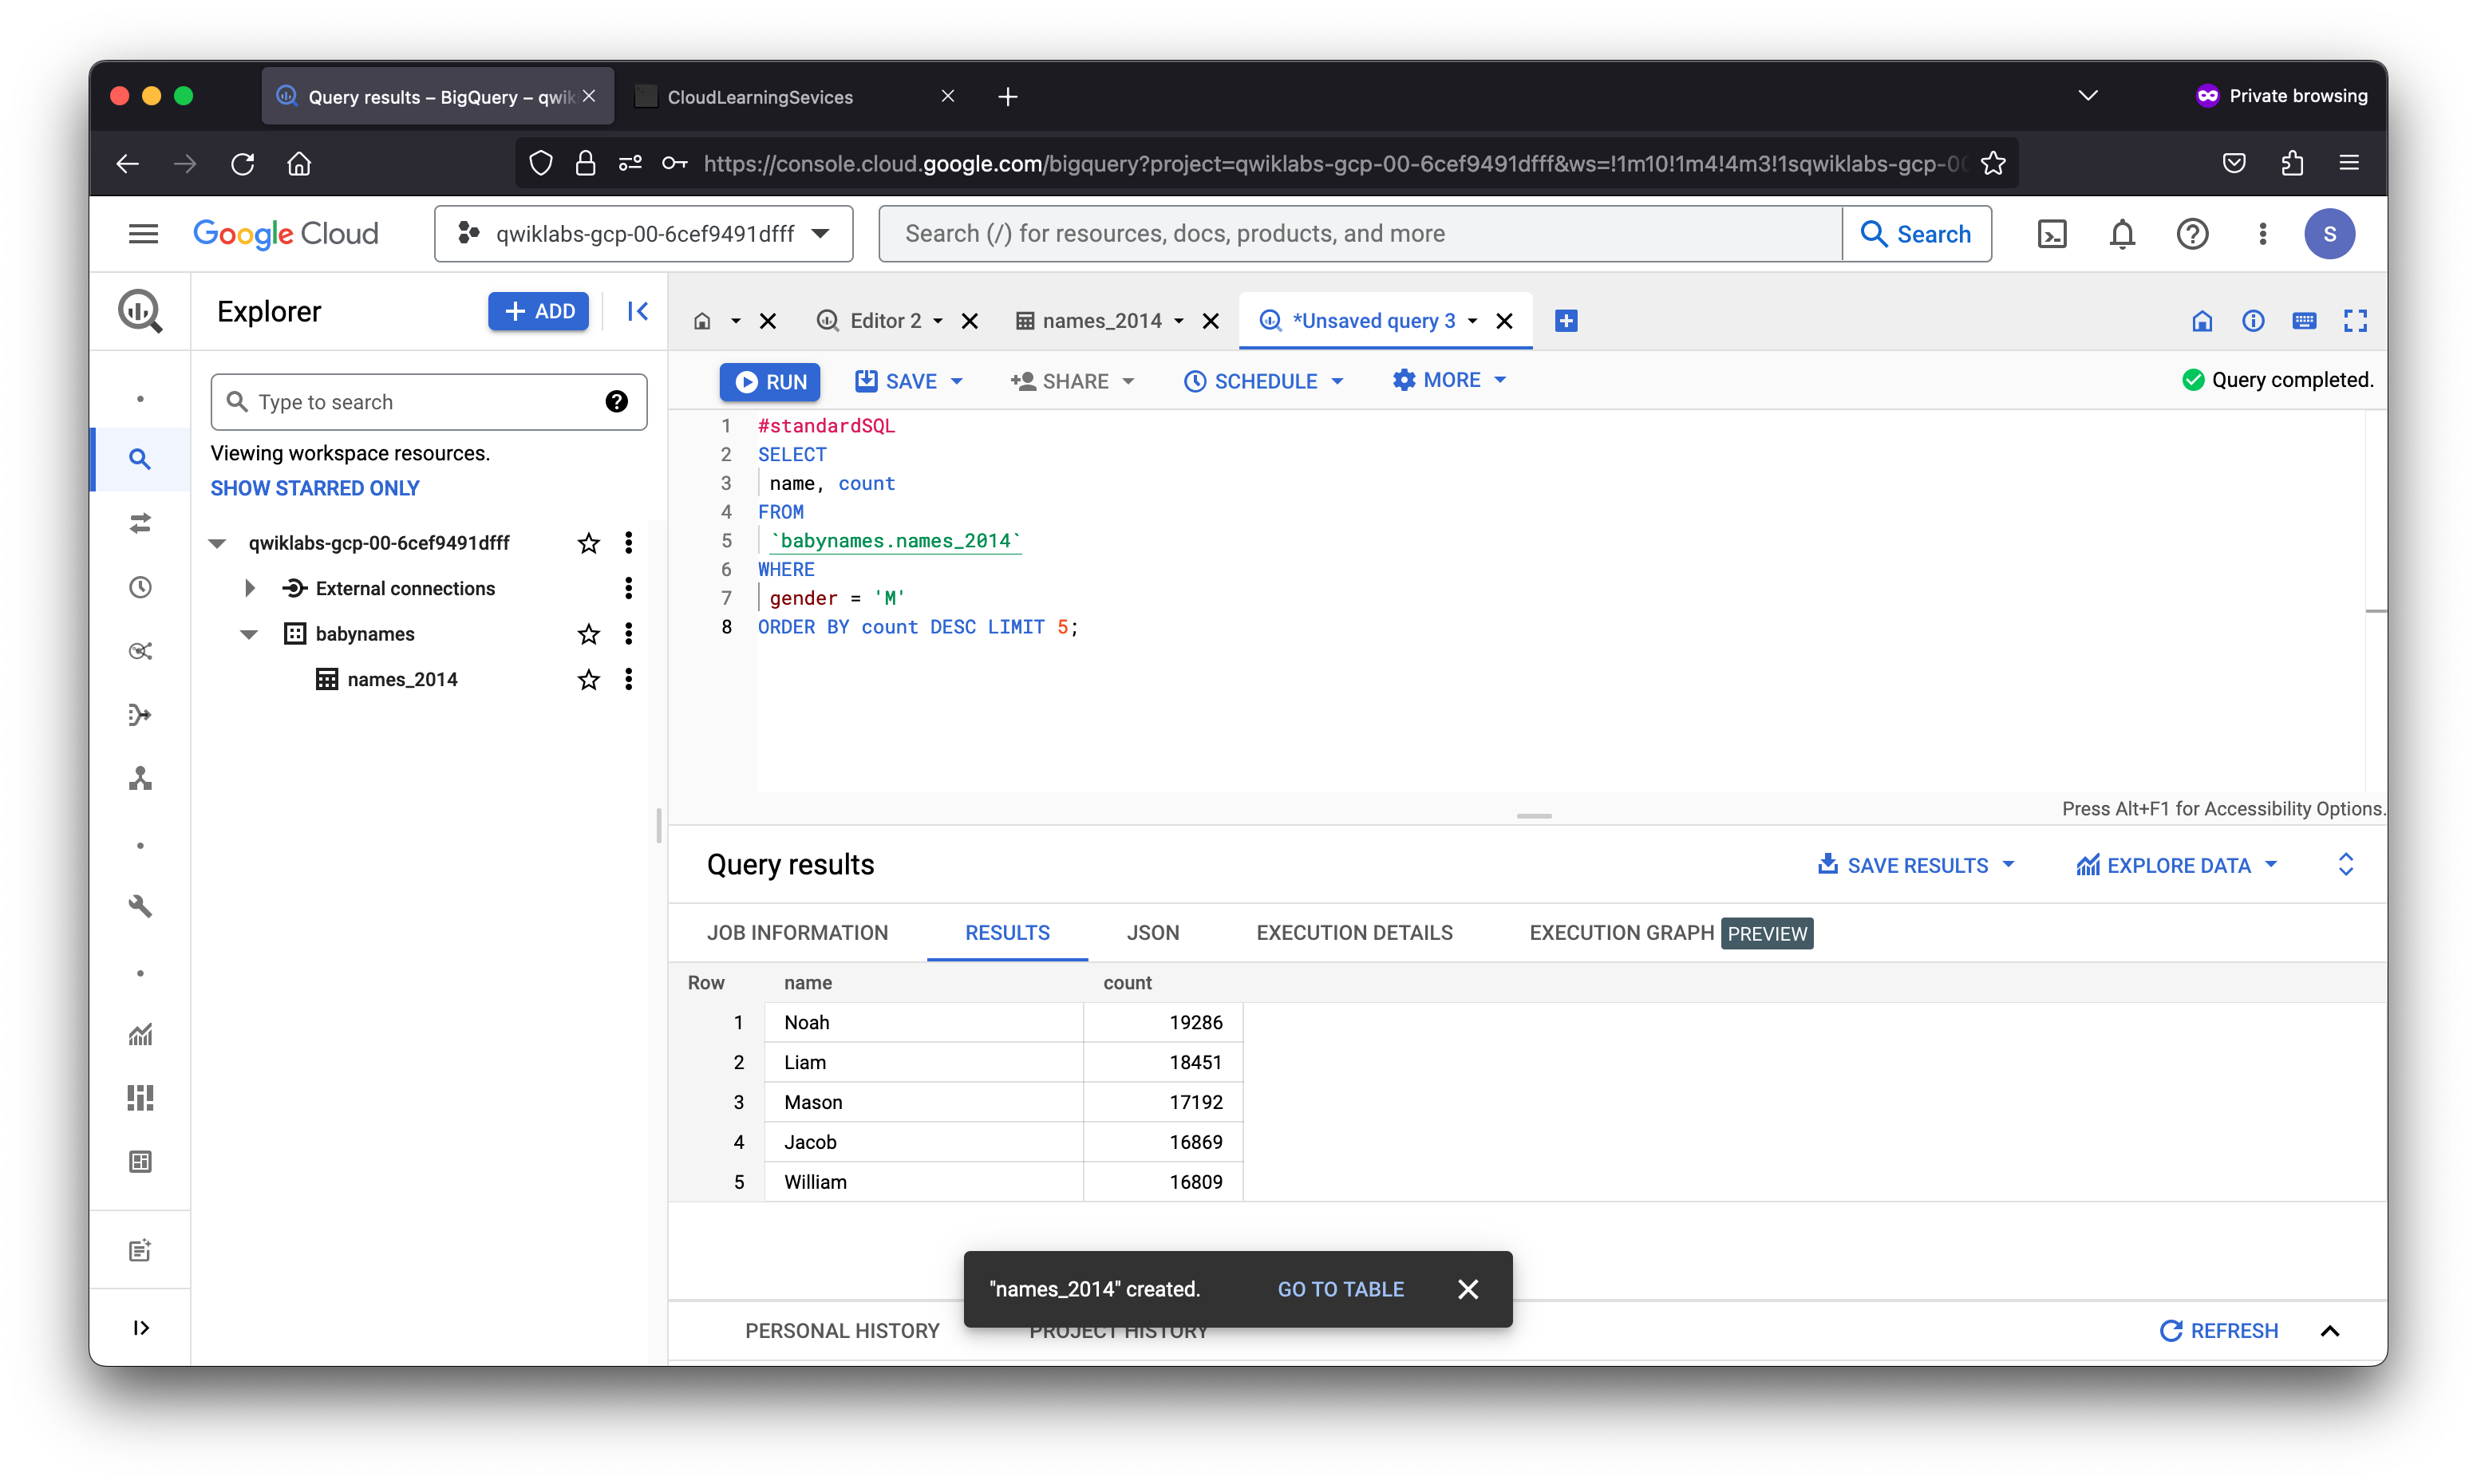 Query results – BigQuery – qwik
CloudLearningSevices
Private browsing
https://console.cloud.google.com/bigquery?project=qwiklabs-gcp-00-6cef9491dfff&ws=!1m10!1m4!4m3!1sqwiklabs-gcp-00
Google Cloud
qwiklabs-gcp-00-6cef9491dfff
Search (/) for resources, docs, products, and more
Search
S
Explorer
+ ADD
Editor 2
names_2014
*Unsaved query 3
RUN
SAVE
SHARE
SCHEDULE
MORE
Query completed.
Type to search
Viewing workspace resources.
SHOW STARRED ONLY
qwiklabs-gcp-00-6cef9491dfff
External connections
babynames
names_2014
1 #standardSQL
2 SELECT
3 name, count
4 FROM
5 `babynames.names_2014`
6 WHERE
7 gender = 'M'
8 ORDER BY count DESC LIMIT 5;
Press Alt+F1 for Accessibility Options.
Query results
SAVE RESULTS
EXPLORE DATA
JOB INFORMATION
RESULTS
JSON
EXECUTION DETAILS
EXECUTION GRAPH PREVIEW
Row name count
1 Noah 19286
2 Liam 18451
3 Mason 17192
4 Jacob 16869
5 William 16809
"names_2014" created.
GO TO TABLE
PERSONAL HISTORY
PROJECT HISTORY
REFRESH